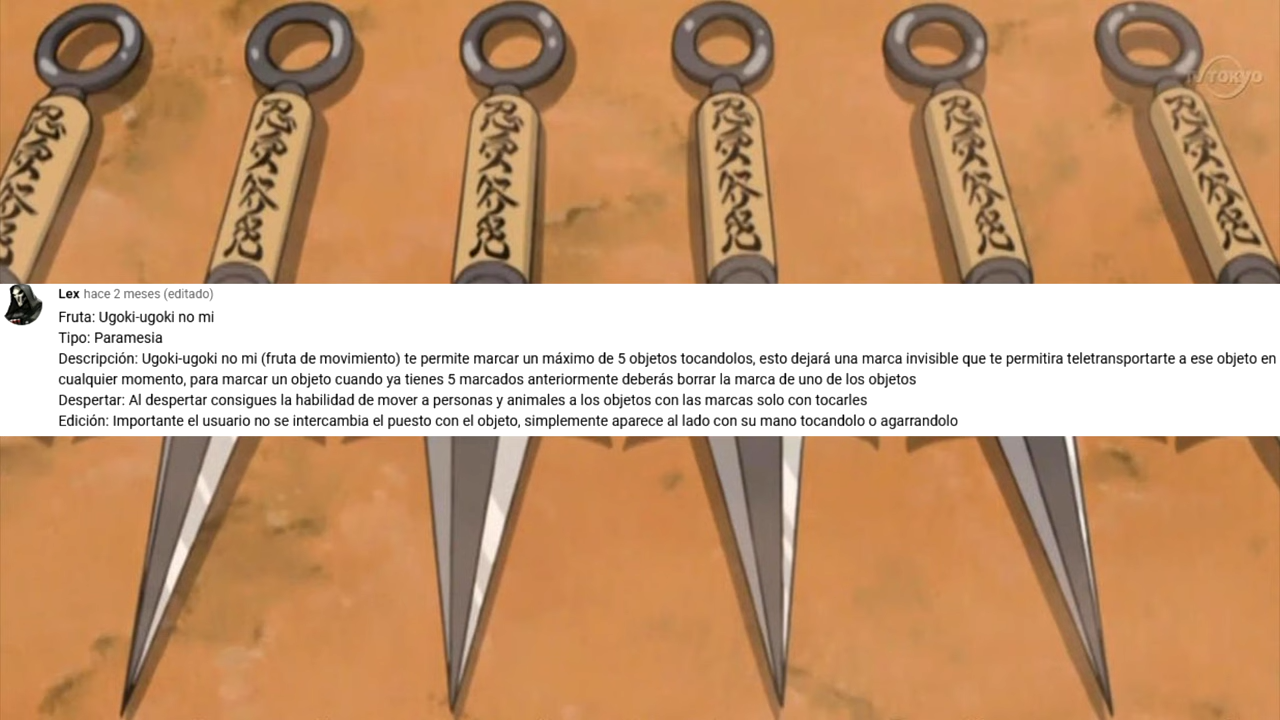 TV TOKYO
Lex hace 2 meses (editado)
Fruta: Ugoki-ugoki no mi
Tipo: Paramesia
Descripción: Ugoki-ugoki no mi (fruta de movimiento) te permite marcar un máximo de 5 objetos tocandolos, esto dejará una marca invisible que te permitira teletransportarte a ese objeto en
cualquier momento, para marcar un objeto cuando ya tienes 5 marcados anteriormente deberás borrar la marca de uno de los objetos
Despertar: Al despertar consigues la habilidad de mover a personas y animales a los objetos con las marcas solo con tocarles
Edición: Importante el usuario no se intercambia el puesto con el objeto, simplemente aparece al lado con su mano tocandolo o agarrandolo